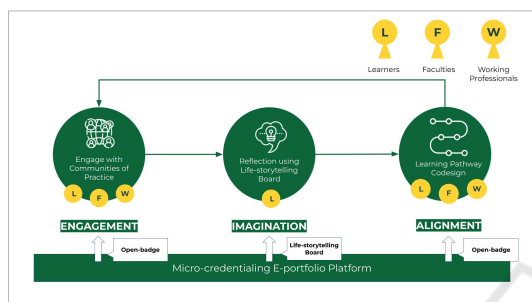 L F W
Learners Faculties Working
Professionals
Engage with
Communities of
Practice
L F W
Reflection using
Life-storytelling
Board
L
Learning Pathway
Codesign
L F W
ENGAGEMENT
IMAGINATION
ALIGNMENT
Open-badge
Life-storytelling
Board
Open-badge
Micro-credentialing E-portfolio Platform